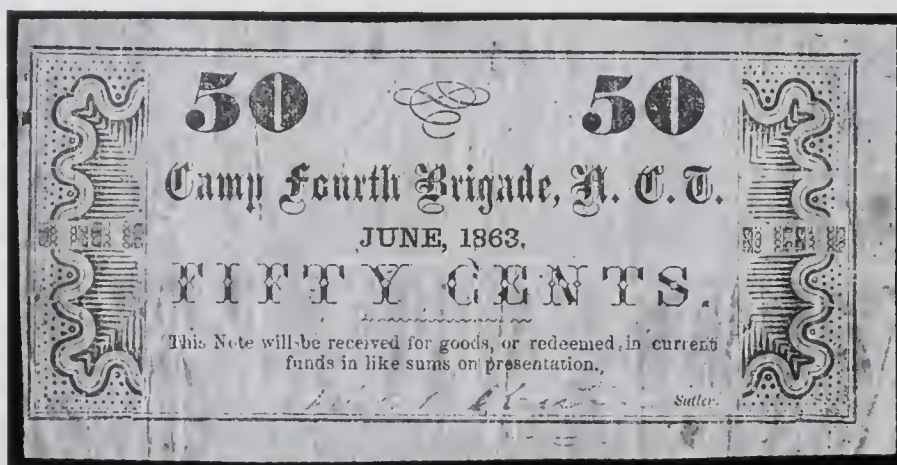 50 50
Camp Fourth Brigade, N. C. T.
JUNE, 1863.
FIFTY CENTS.
This Note will be received for goods, or redeemed, in current
funds in like sums on presentation.
Sutler.